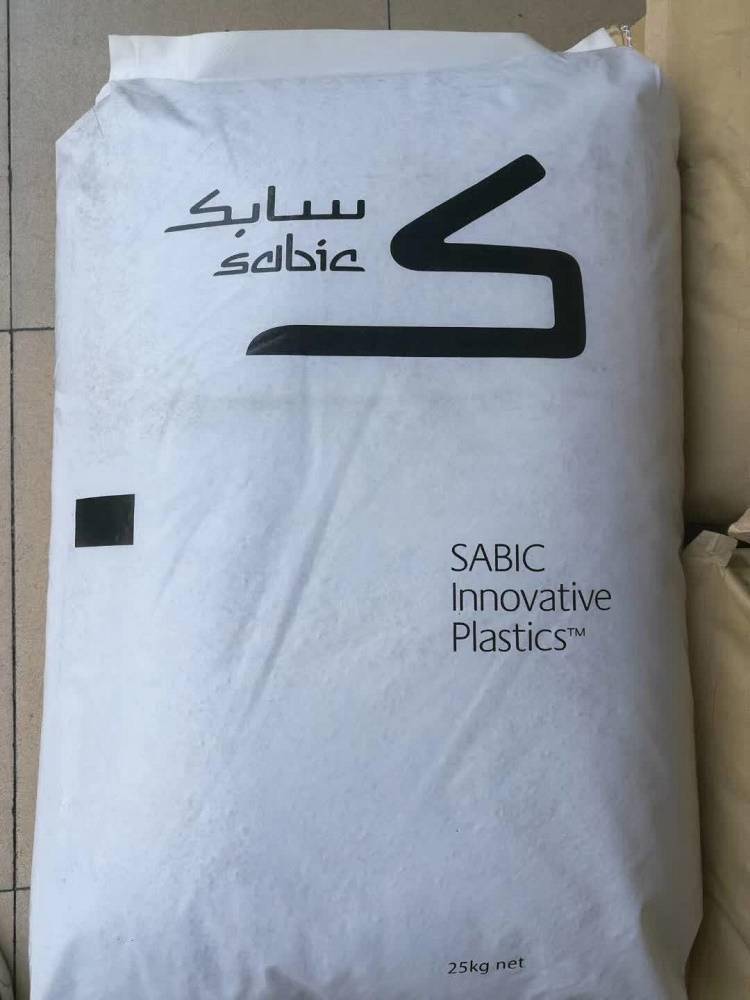 سابك
sabic
SABIC
Innovative
Plastics™
25kg net